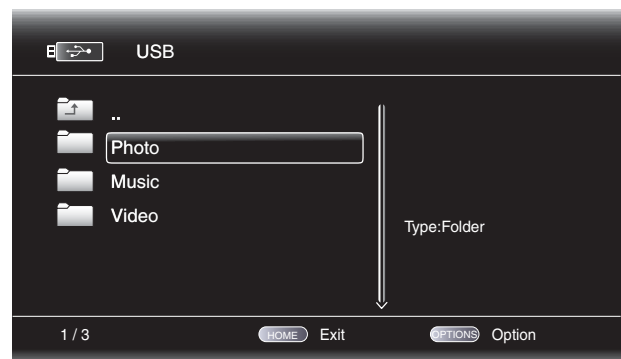 USB
..
Photo
Music
Video
Type:Folder
1 / 3
HOME Exit
OPTIONS Option